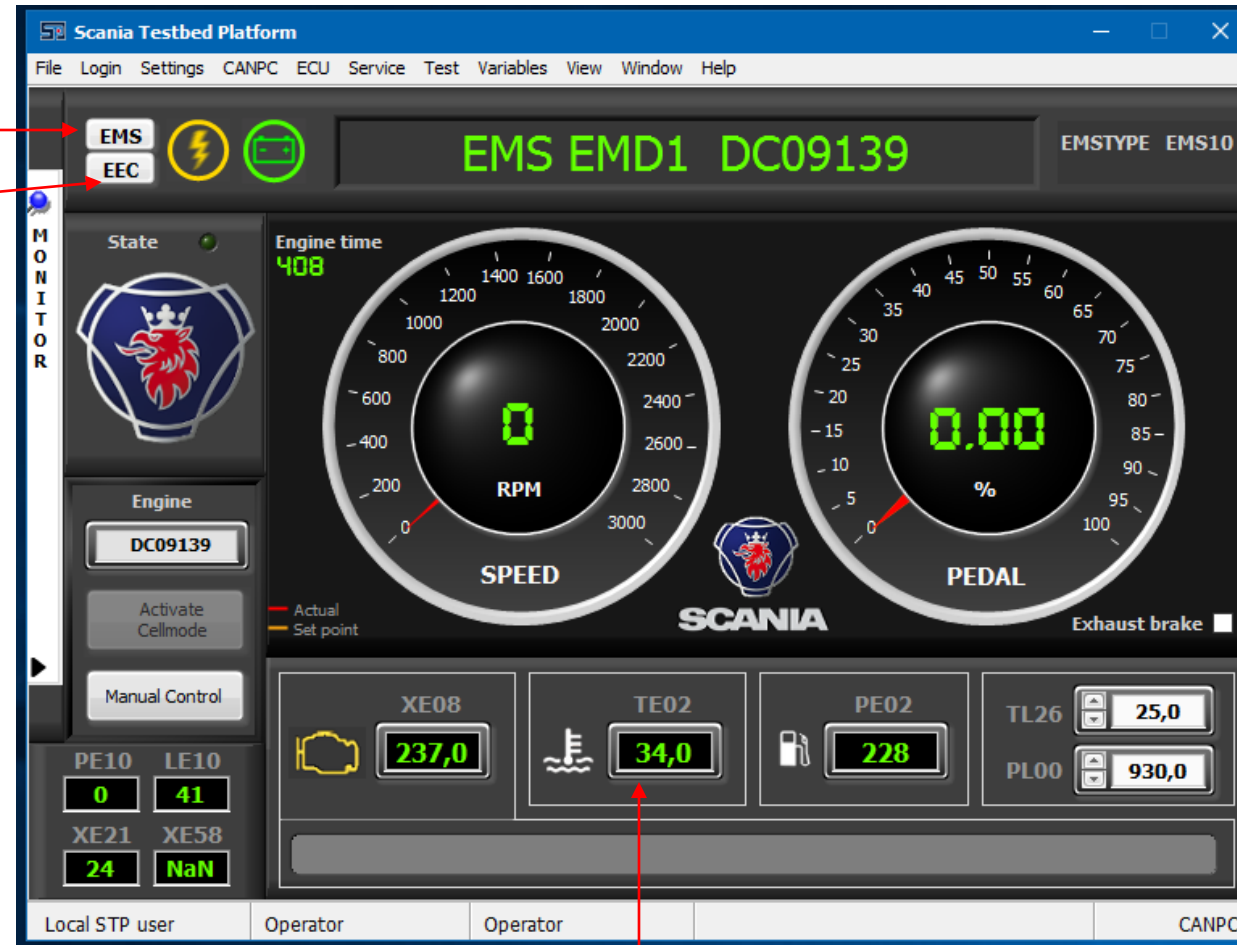 Scania Testbed Platform
File Login Settings CANPC ECU Service Test Variables View Window Help
EMS
EEC
EMS EMD1 DC09139
EMSTYPE EMS10
MONITOR
State
Engine time
408
0
200
400
600
800
1000
1200
1400
1600
1800
2000
2200
2400
2600
2800
3000
0
RPM
SPEED
Actual
Set point
SCANIA
0
5
10
15
20
25
30
35
40
45
50
55
60
65
70
75
80
85
90
95
100
0.00
%
PEDAL
Exhaust brake
Engine
DC09139
Activate
Cellmode
Manual Control
XE08
237,0
TE02
34,0
PE02
228
TL26 25,0
PL00 930,0
PE10 LE10
0 41
XE21 XE58
24 NaN
Local STP user Operator Operator CANPC